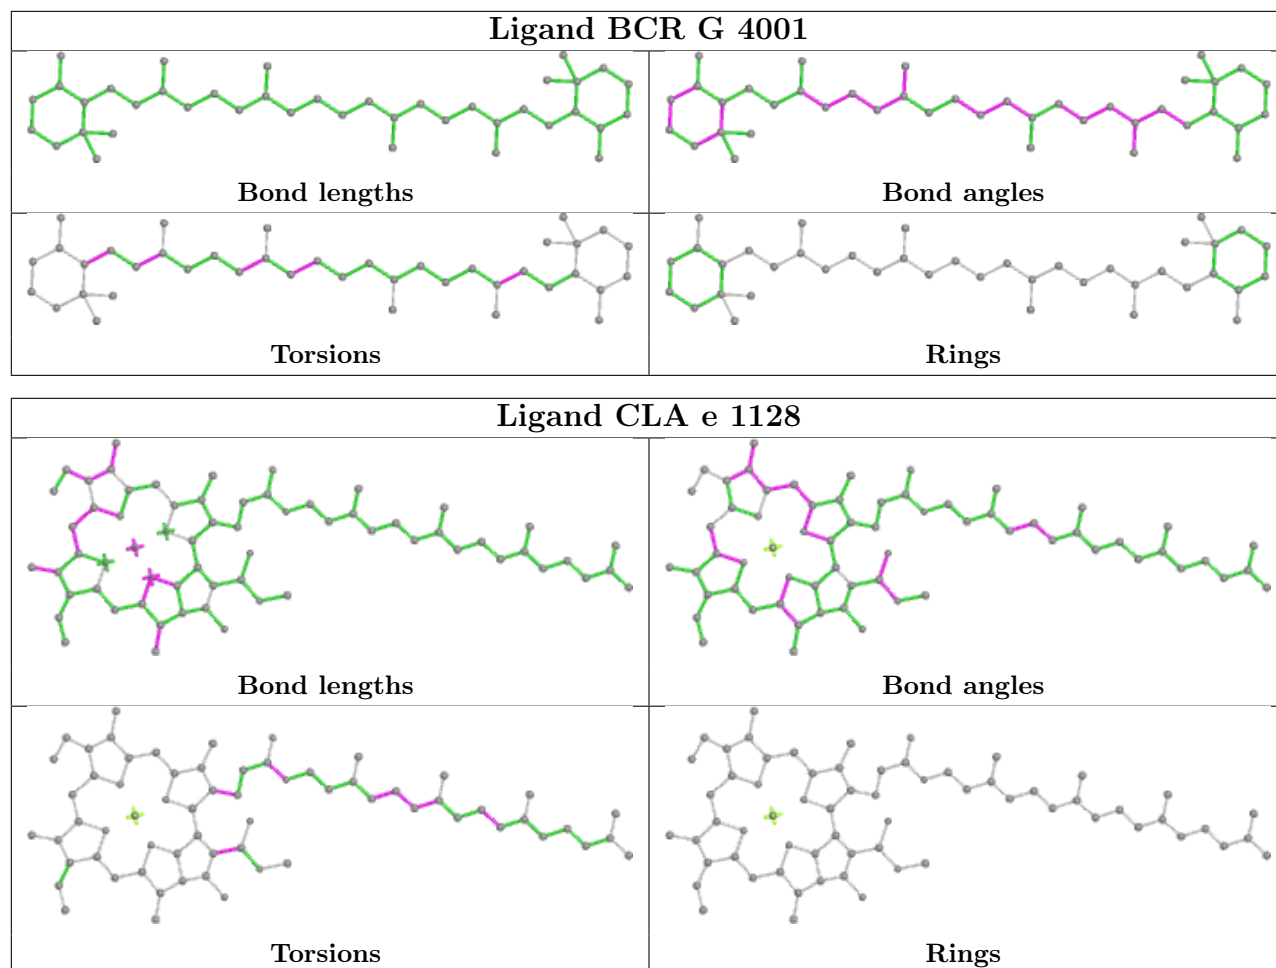 Ligand BCR G 4001
Bond lengths
Bond angles
Torsions
Rings
Ligand CLA e 1128
Bond lengths
Bond angles
Torsions
Rings